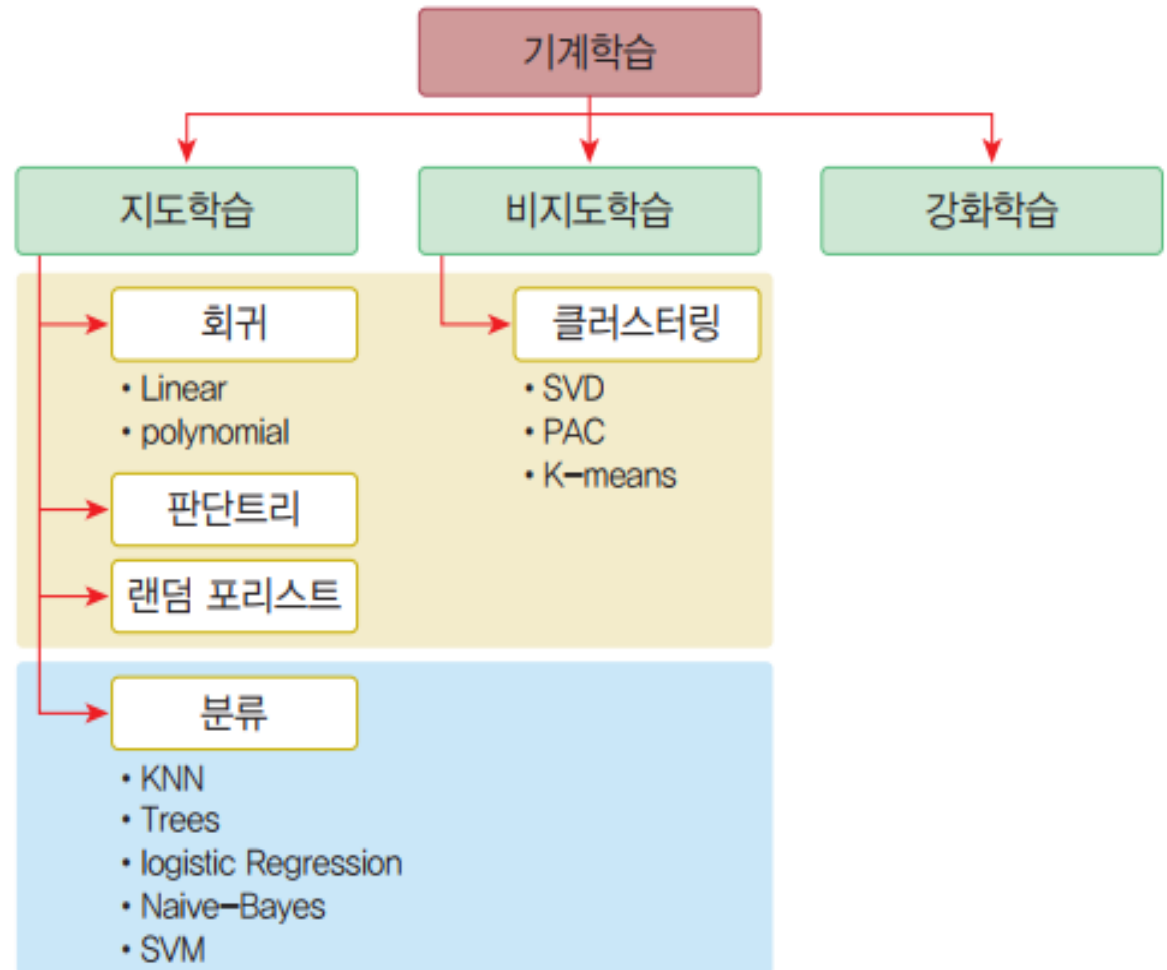 기계학습
지도학습
비지도학습
강화학습
회귀
• Linear
• polynomial
판단트리
랜덤 포리스트
클러스터링
• SVD
• PAC
• K-means
분류
• KNN
• Trees
• logistic Regression
• Naive-Bayes
• SVM